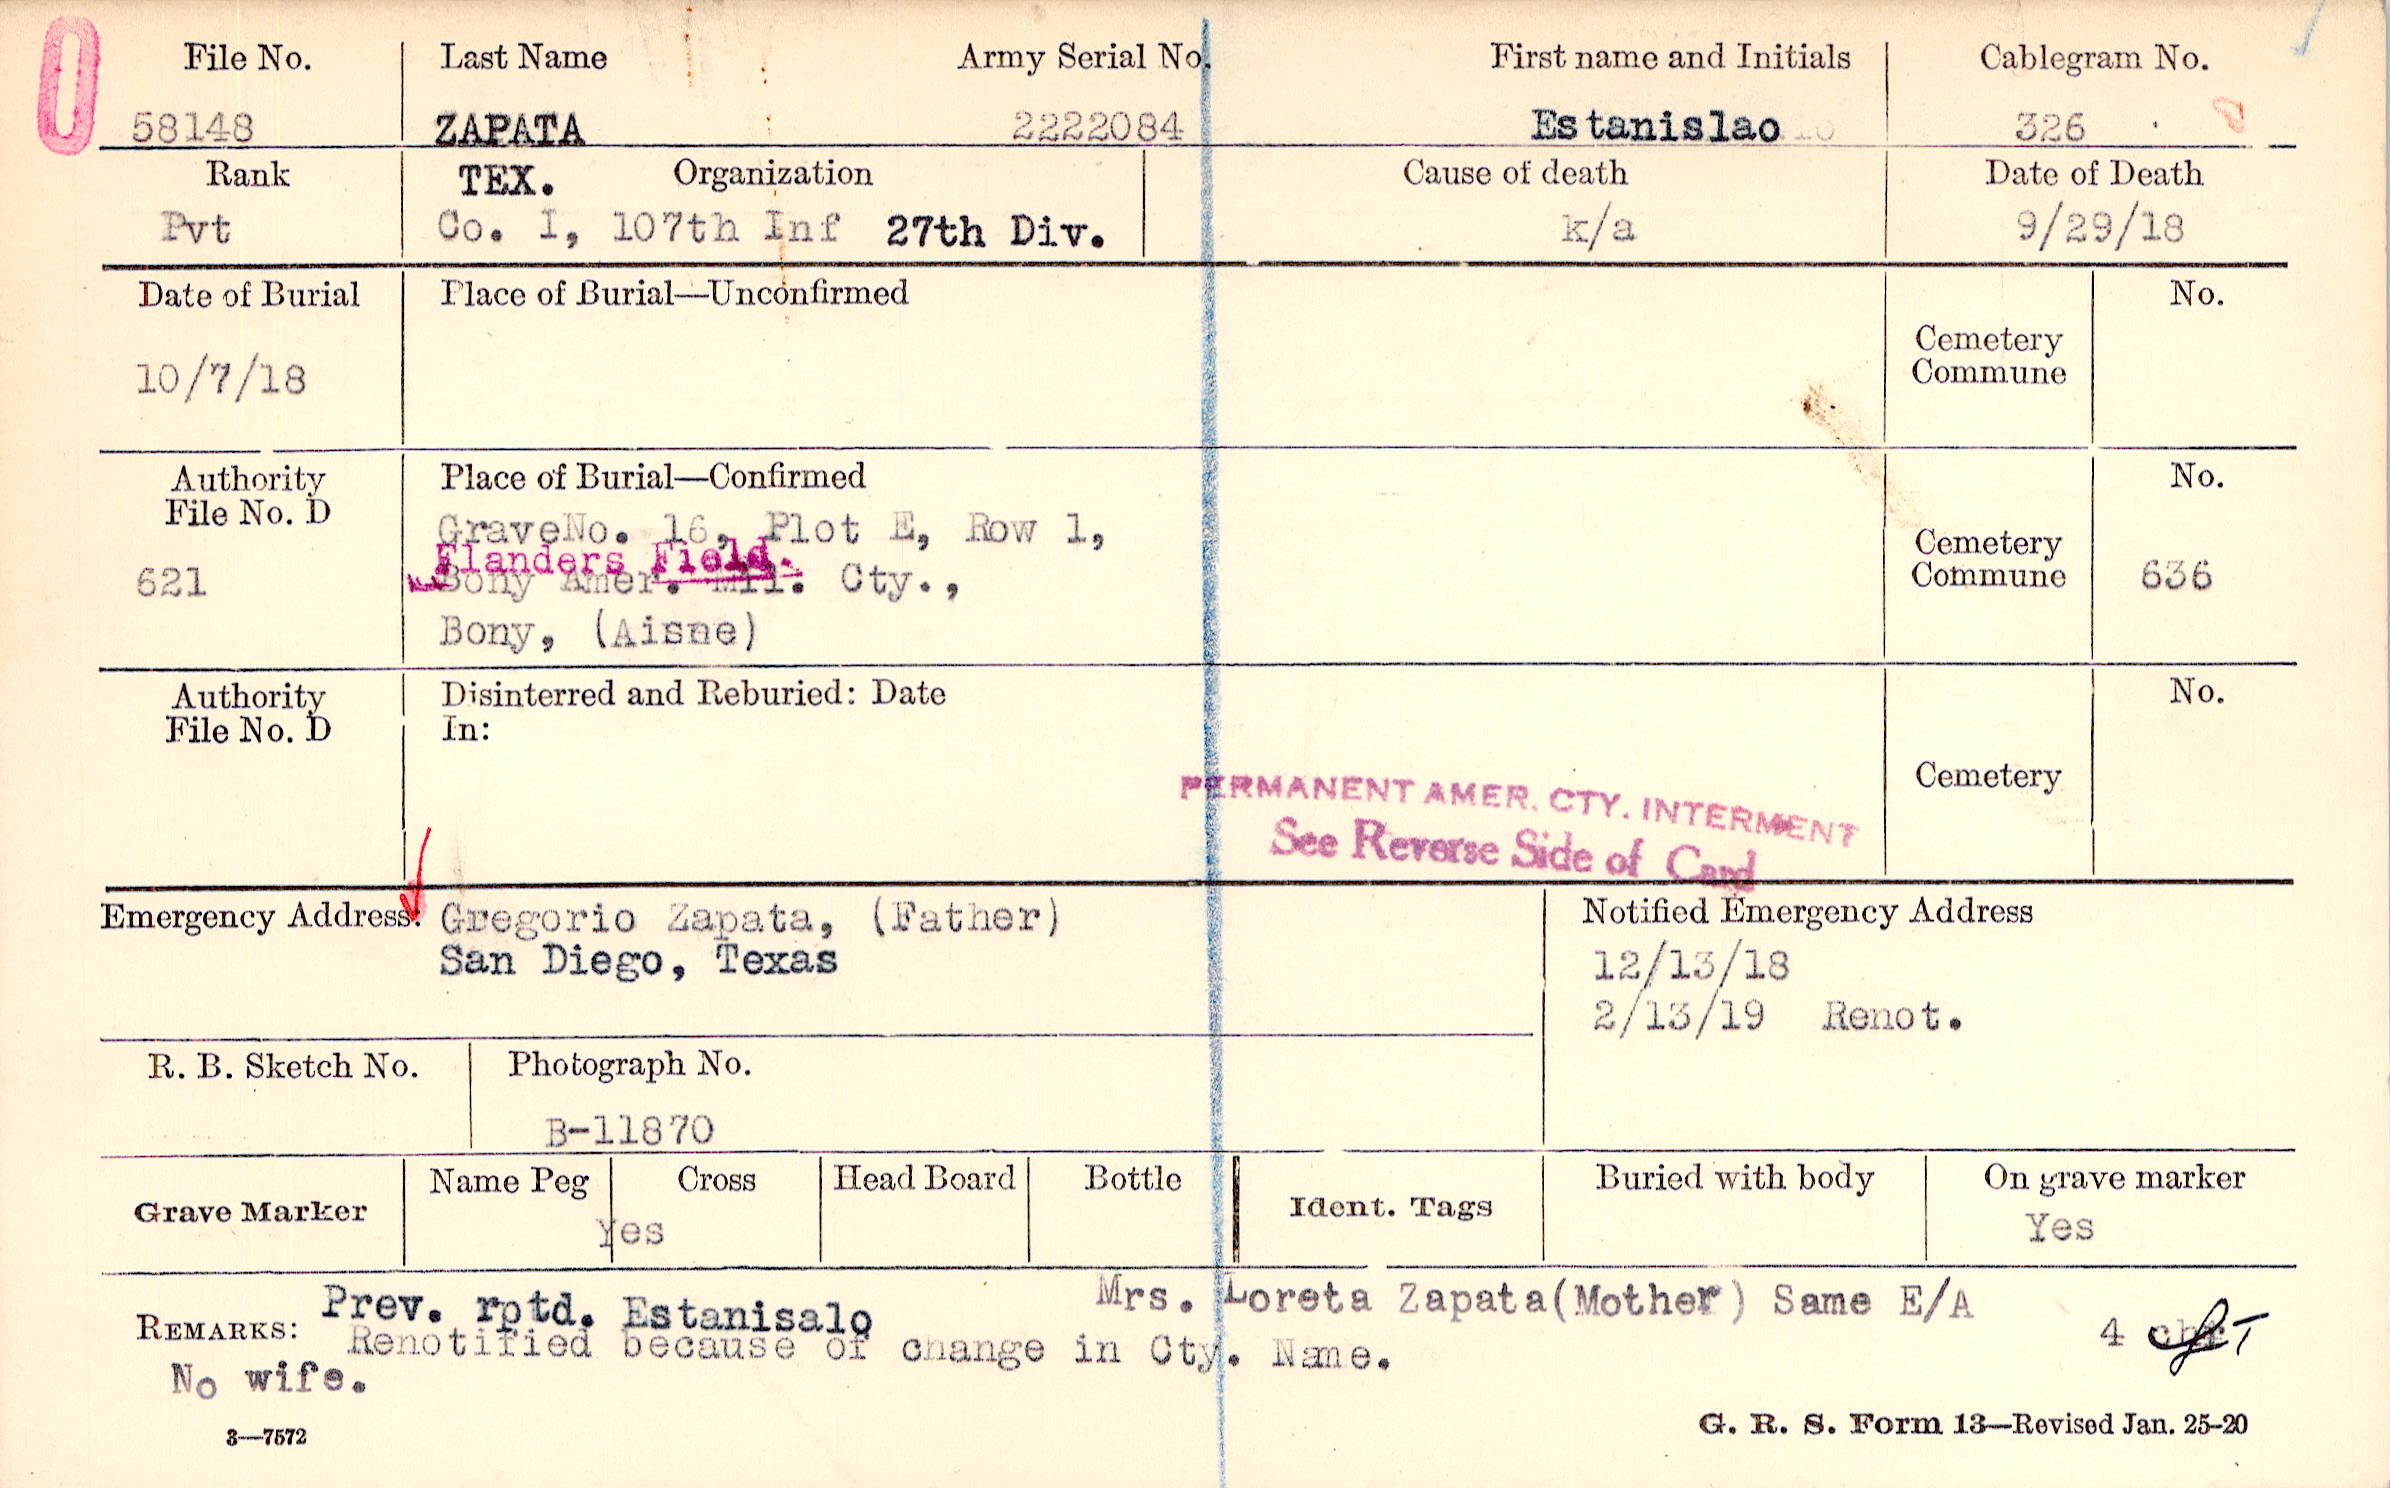 0
File No. Last Name Army Serial No. First name and Initials Cablegram No.
58148 ZAPATA 2222084 Estanislao 326
Rank TEX. Organization Cause of death Date of Death
Pvt Co. I, 107th Inf 27th Div. k/a 9/29/18
Date of Burial Place of Burial—Unconfirmed No.
Cemetery
Commune
10/7/18
Authority Place of Burial—Confirmed No.
File No. D
GraveNo. 16, Plot E, Row 1,
Flanders Field.
Bony Amer. Mil. Cty.,
Cemetery
Commune
621 636
Bony, (Aisne)
Authority Disinterred and Reburied: Date No.
File No. D In:
Cemetery
PERMANENT AMER. CTY. INTERMENT
See Reverse Side of Card
Emergency Address: Gregorio Zapata, (Father) Notified Emergency Address
San Diego, Texas 12/13/18
2/13/19 Renot.
R. B. Sketch No. Photograph No.
B-11870
Grave Marker Name Peg Cross Head Board Bottle Ident. Tags Buried with body On grave marker
Yes Yes
REMARKS: Prev. rptd. Estanisalo Mrs. Loreta Zapata(Mother) Same E/A
Renotified because of change in Cty. Name. 4
No wife.
3—7572 G. R. S. Form 13—Revised Jan. 25-20